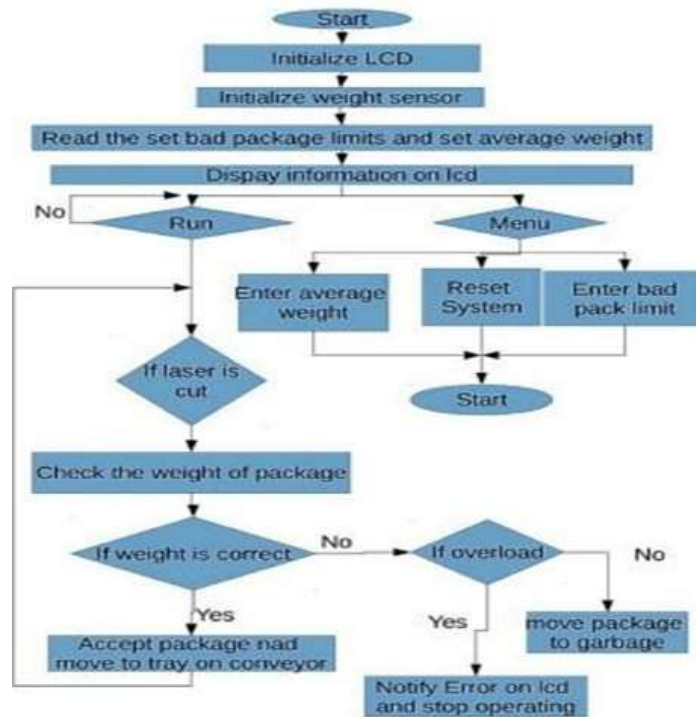 Start
Initialize LCD
Initialize weight sensor
Read the set bad package limits and set average weight
Dispay information on lcd
No
Run
Menu
Enter average
weight
Reset
System
Enter bad
pack limit
Start
If laser is
cut
Check the weight of package
If weight is correct
No
If overload
No
Yes
Yes
Accept package nad
move to tray on conveyor
move package
to garbage
Notify Error on lcd
and stop operating